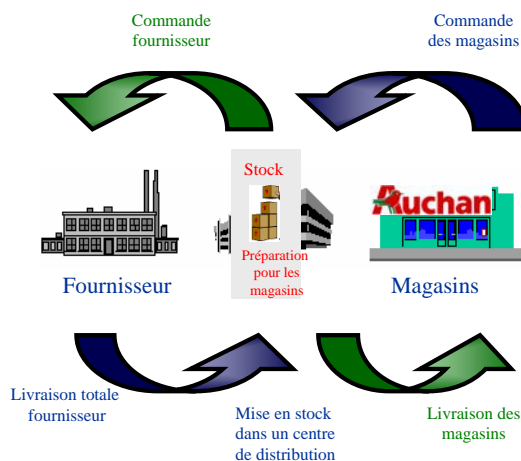 Commande
fournisseur
Commande
des magasins
Stock
Auchan
Préparation
pour les
magasins
Fournisseur
Magasins
Livraison totale
fournisseur
Mise en stock
dans un centre
de distribution
Livraison des
magasins